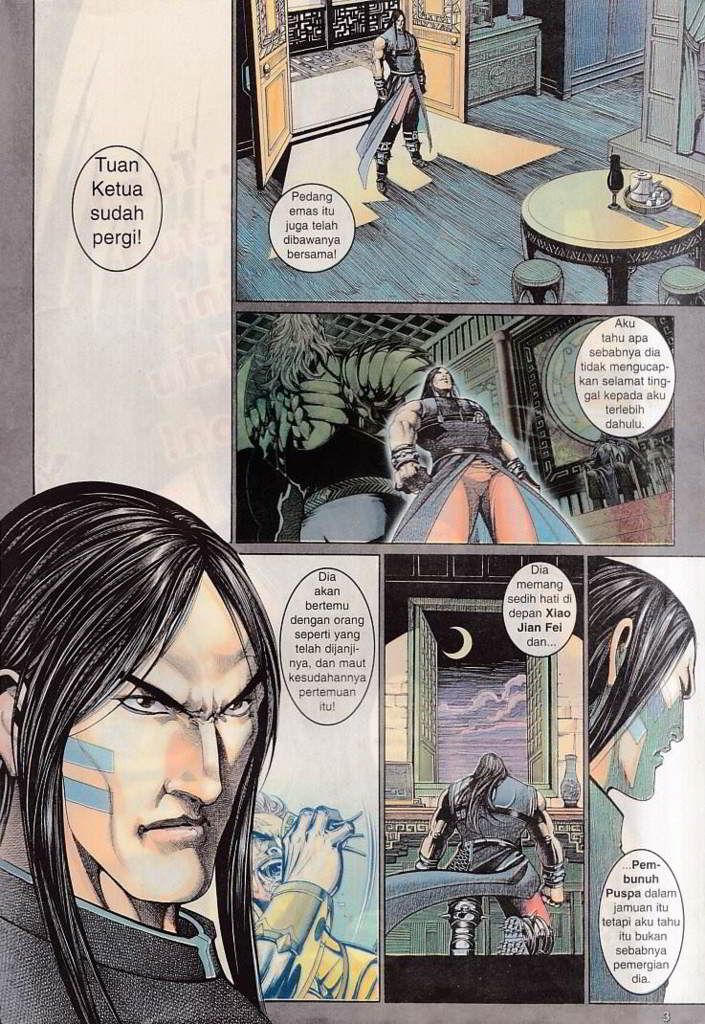 Tuan
Ketua
sudah
pergi!
Pedang
emas itu
juga telah
dibawanya
bersama!
Aku
tahu apa
sebabnya dia
tidak mengucap-
kan selamat ting-
gal kepada aku
terlebih
dahulu.
Dia
akan
bertemu
dengan orang
seperti yang
telah dijanji-
nya, dan maut
kesudahannya
pertemuan
itu!
Dia
memang
sedih hati di
depan Xiao
Jian Fei
dan...
...Pem-
bunuh
Puspa dalam
jamuan itu
tetapi aku tahu
itu bukan
sebabnya
pemergian
dia.
3